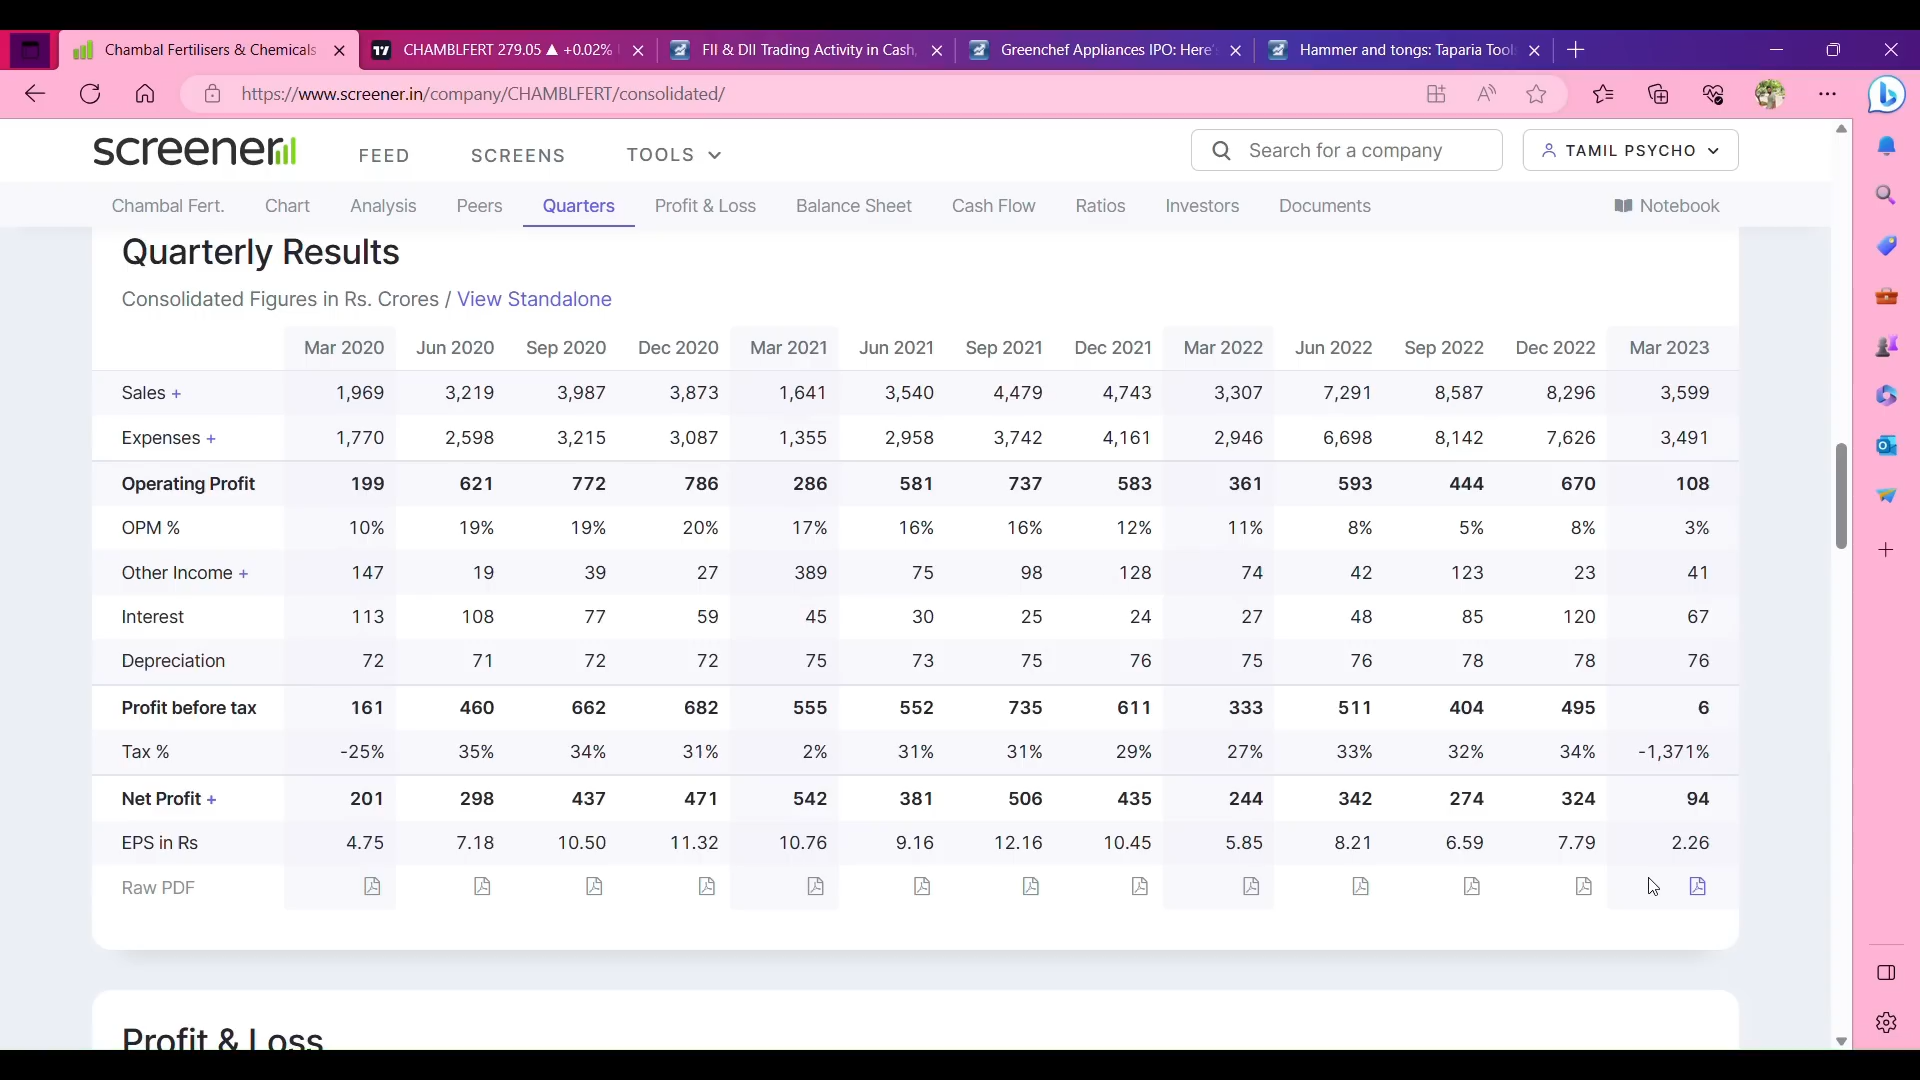 Chambal Fertilisers & Chemicals
CHAMBLFERT 279.05 ▲ +0.02%
FII & DII Trading Activity in Cash,
Greenchef Appliances IPO: Here's
Hammer and tongs: Taparia Tools
https://www.screener.in/company/CHAMBLFERT/consolidated/
screener
FEED
SCREENS
TOOLS
Search for a company
TAMIL PSYCHO
Chambal Fert. Chart Analysis Peers Quarters Profit & Loss Balance Sheet Cash Flow Ratios Investors Documents Notebook
Quarterly Results
Consolidated Figures in Rs. Crores / View Standalone
Mar 2020 Jun 2020 Sep 2020 Dec 2020 Mar 2021 Jun 2021 Sep 2021 Dec 2021 Mar 2022 Jun 2022 Sep 2022 Dec 2022 Mar 2023
Sales + 1,969 3,219 3,987 3,873 1,641 3,540 4,479 4,743 3,307 7,291 8,587 8,296 3,599
Expenses + 1,770 2,598 3,215 3,087 1,355 2,958 3,742 4,161 2,946 6,698 8,142 7,626 3,491
Operating Profit 199 621 772 786 286 581 737 583 361 593 444 670 108
OPM % 10% 19% 19% 20% 17% 16% 16% 12% 11% 8% 5% 8% 3%
Other Income + 147 19 39 27 389 75 98 128 74 42 123 23 41
Interest 113 108 77 59 45 30 25 24 27 48 85 120 67
Depreciation 72 71 72 72 75 73 75 76 75 76 78 78 76
Profit before tax 161 460 662 682 555 552 735 611 333 511 404 495 6
Tax % -25% 35% 34% 31% 2% 31% 31% 29% 27% 33% 32% 34% -1,371%
Net Profit + 201 298 437 471 542 381 506 435 244 342 274 324 94
EPS in Rs 4.75 7.18 10.50 11.32 10.76 9.16 12.16 10.45 5.85 8.21 6.59 7.79 2.26
Raw PDF
Profit & Loss